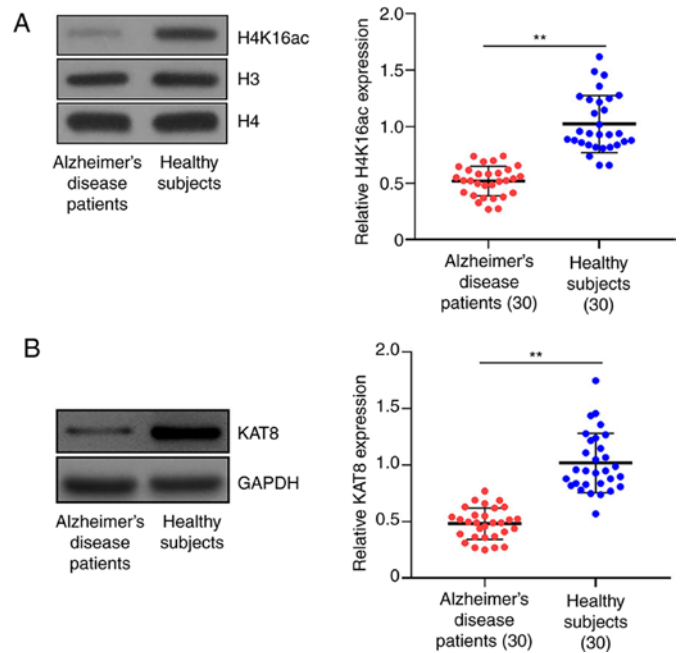 A
H4K16ac
H3
H4
Alzheimer's
disease
patients
Healthy
subjects
Relative H4K16ac expression
2.0
1.5
1.0
0.5
0
**
Alzheimer's
disease
patients (30)
Healthy
subjects
(30)
B
KAT8
GAPDH
Alzheimer's
disease
patients
Healthy
subjects
Relative KAT8 expression
2.0
1.5
1.0
0.5
0.0
**
Alzheimer's
disease
patients (30)
Healthy
subjects
(30)